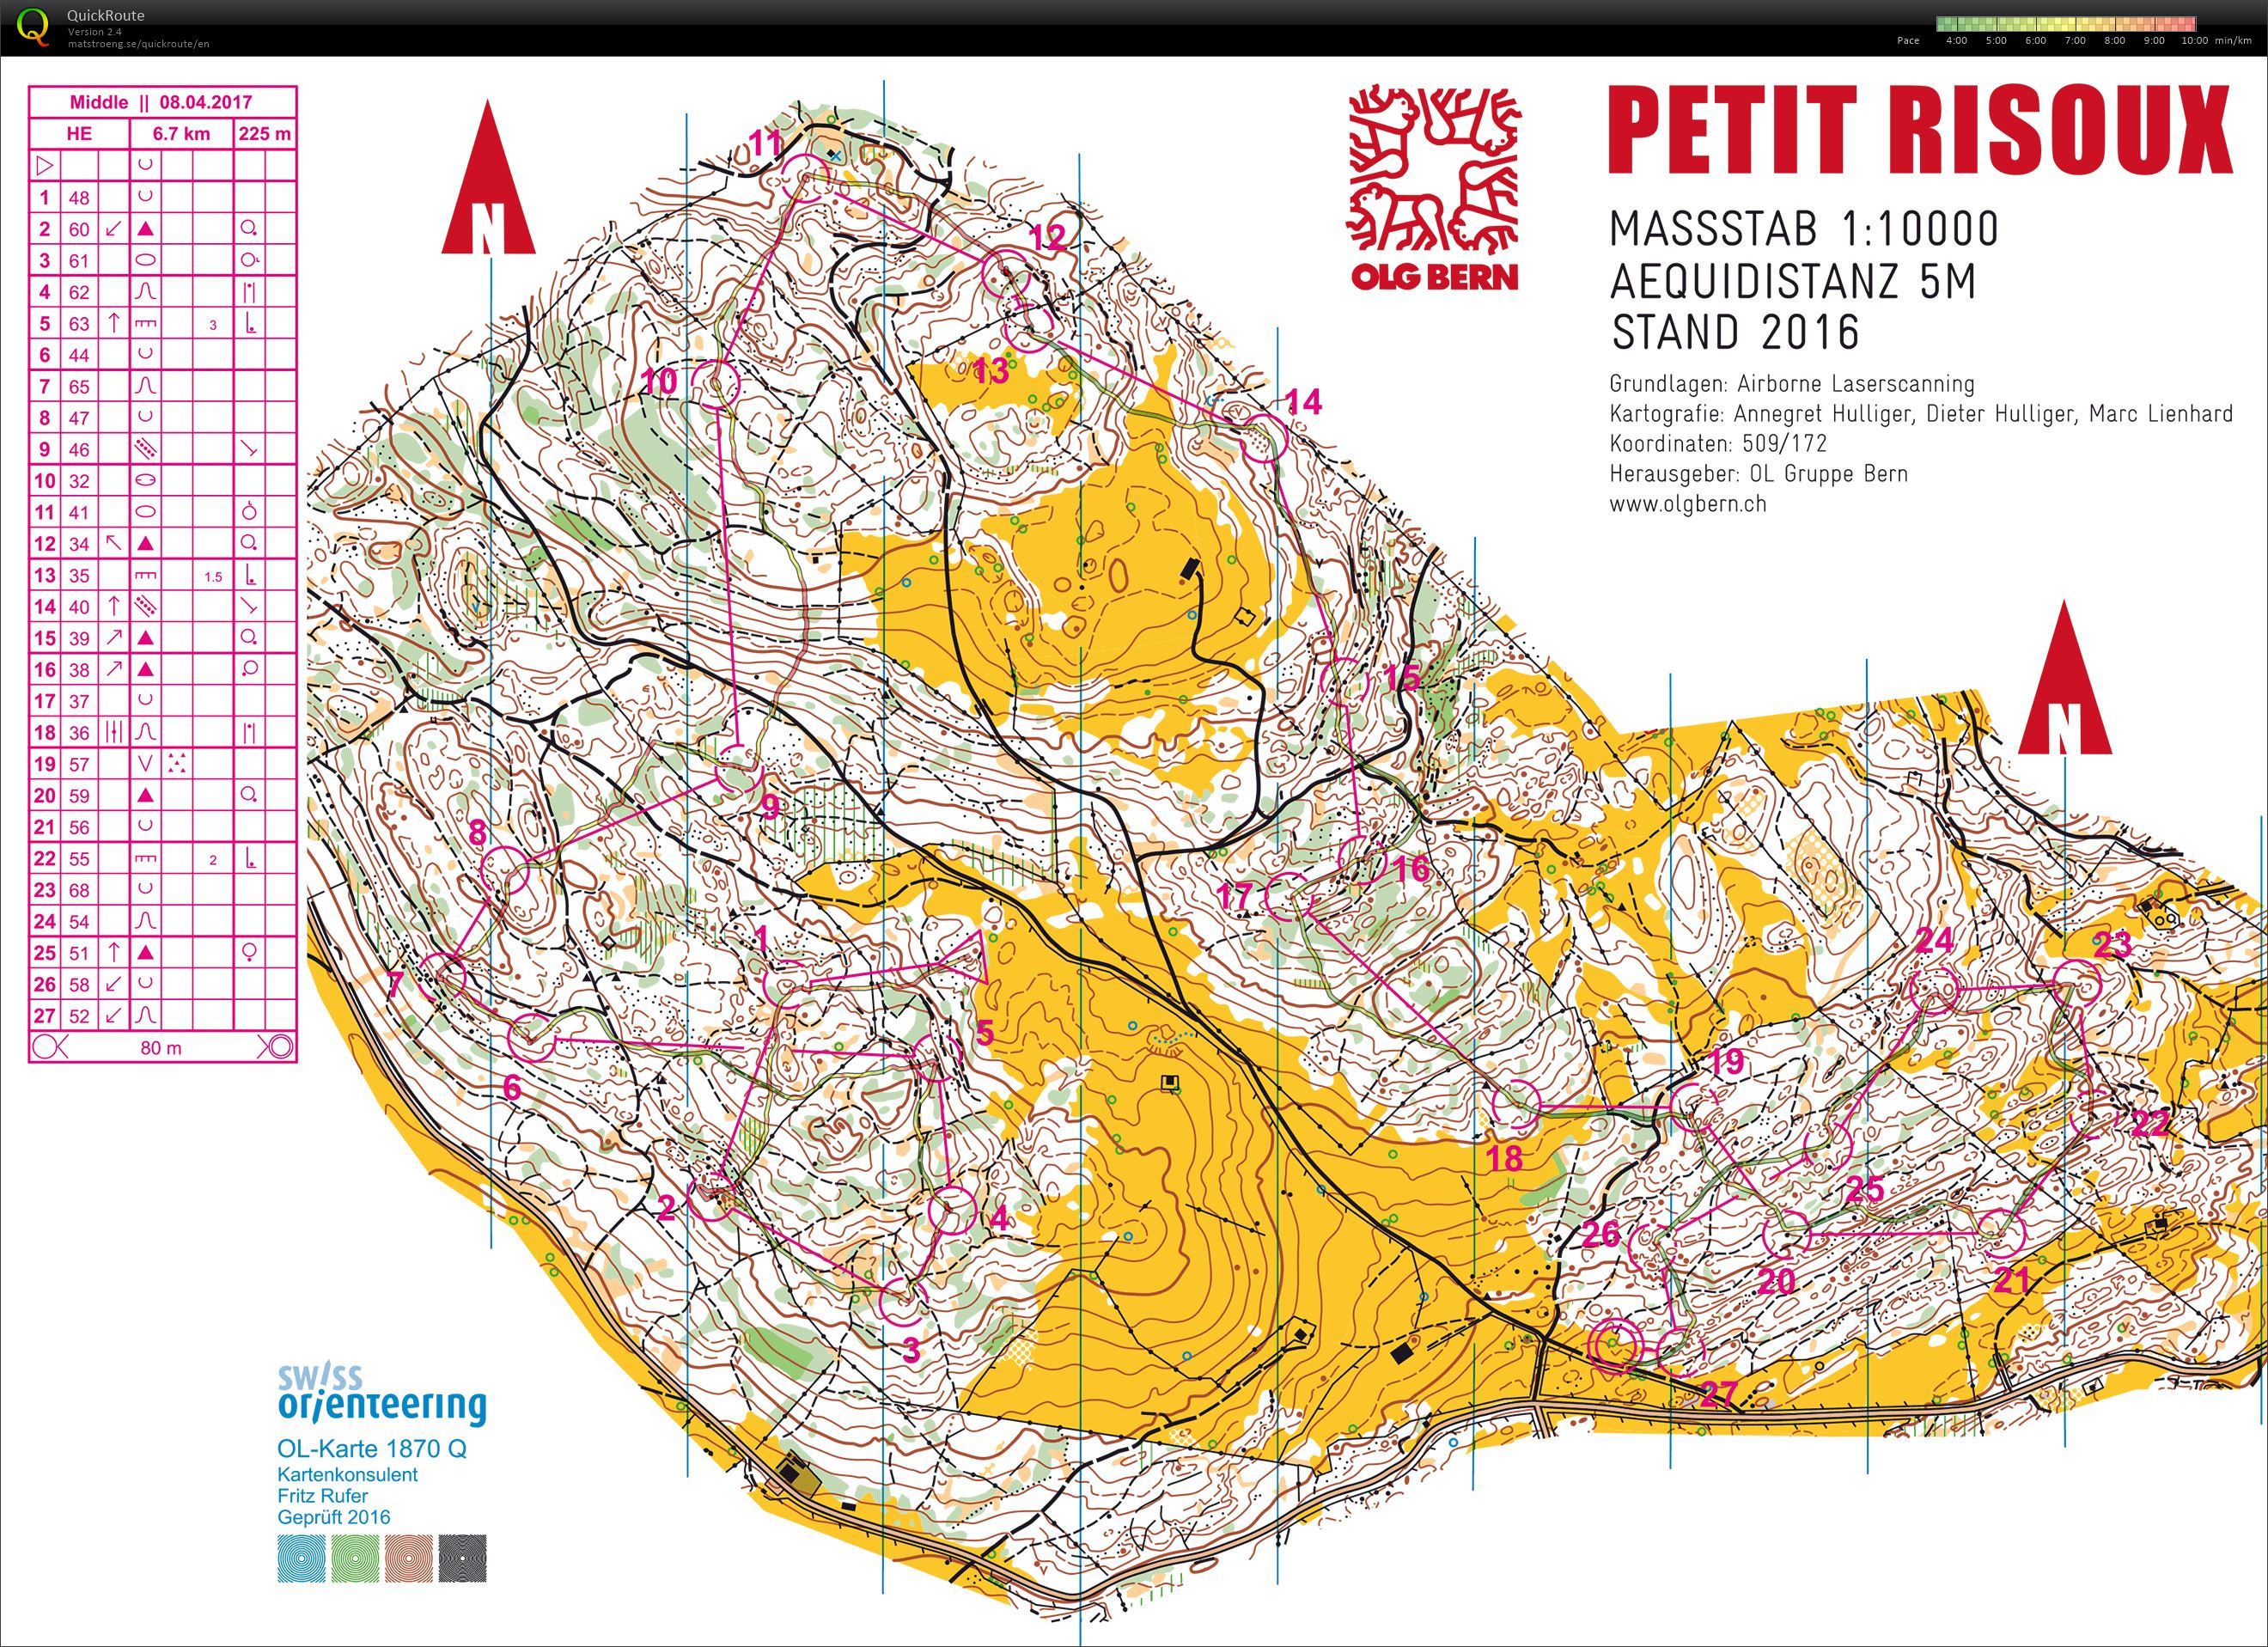 QuickRoute
Version 2.4
matstroeng.se/quickroute/en
Pace 4:00 5:00 6:00 7:00 8:00 9:00 10:00 min/km
Middle || 08.04.2017
HE 6.7 km 225 m
1 48
2 60
3 61
4 62
5 63 3
6 44
7 65
8 47
9 46
10 32
11 41
12 34
13 35 1.5
14 40
15 39
16 38
17 37
18 36
19 57
20 59
21 56
22 55 2
23 68
24 54
25 51
26 58
27 52
80 m
N
OLG BERN
PETIT RISOUX
MASSSTAB 1:10000
AEQUIDISTANZ 5M
STAND 2016
Grundlagen: Airborne Laserscanning
Kartografie: Annegret Hulliger, Dieter Hulliger, Marc Lienhard
Koordinaten: 509/172
Herausgeber: OL Gruppe Bern
www.olgbern.ch
N
11
12
10
13
14
15
9
8
16
17
1
7
5
24
23
6
19
22
18
2
4
25
26
20
21
3
27
swiss
orienteering
OL-Karte 1870 Q
Kartenkonsulent
Fritz Rufer
Geprüft 2016